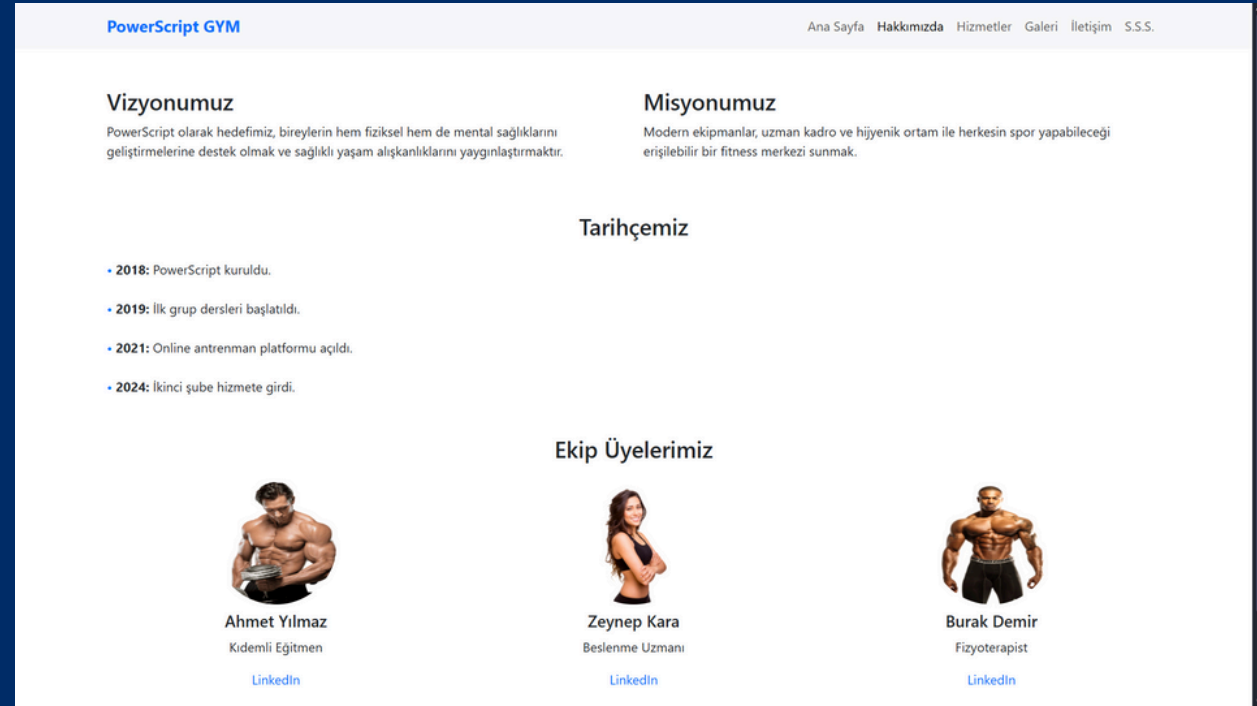 PowerScript GYM
Ana Sayfa Hakkımızda Hizmetler Galeri İletişim S.S.S.
Vizyonumuz
PowerScript olarak hedefimiz, bireylerin hem fiziksel hem de mental sağlıklarını
geliştirmelerine destek olmak ve sağlıklı yaşam alışkanlıklarını yaygınlaştırmaktır.
Misyonumuz
Modern ekipmanlar, uzman kadro ve hijyenik ortam ile herkesin spor yapabileceği
erişilebilir bir fitness merkezi sunmak.
Tarihçemiz
• 2018: PowerScript kuruldu.
• 2019: İlk grup dersleri başlatıldı.
• 2021: Online antrenman platformu açıldı.
• 2024: İkinci şube hizmete girdi.
Ekip Üyelerimiz
Ahmet Yılmaz
Kıdemli Eğitmen
LinkedIn
Zeynep Kara
Beslenme Uzmanı
LinkedIn
Burak Demir
Fizyoterapist
LinkedIn